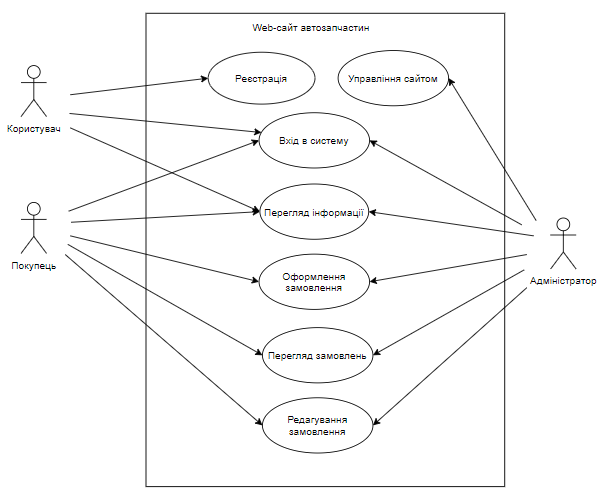 Web-сайт автозапчастин
Реєстрація
Управління сайтом
Користувач
Вхід в систему
Перегляд інформації
Покупець
Оформлення
замовлення
Адміністратор
Перегляд замовлень
Редагування
замовлення